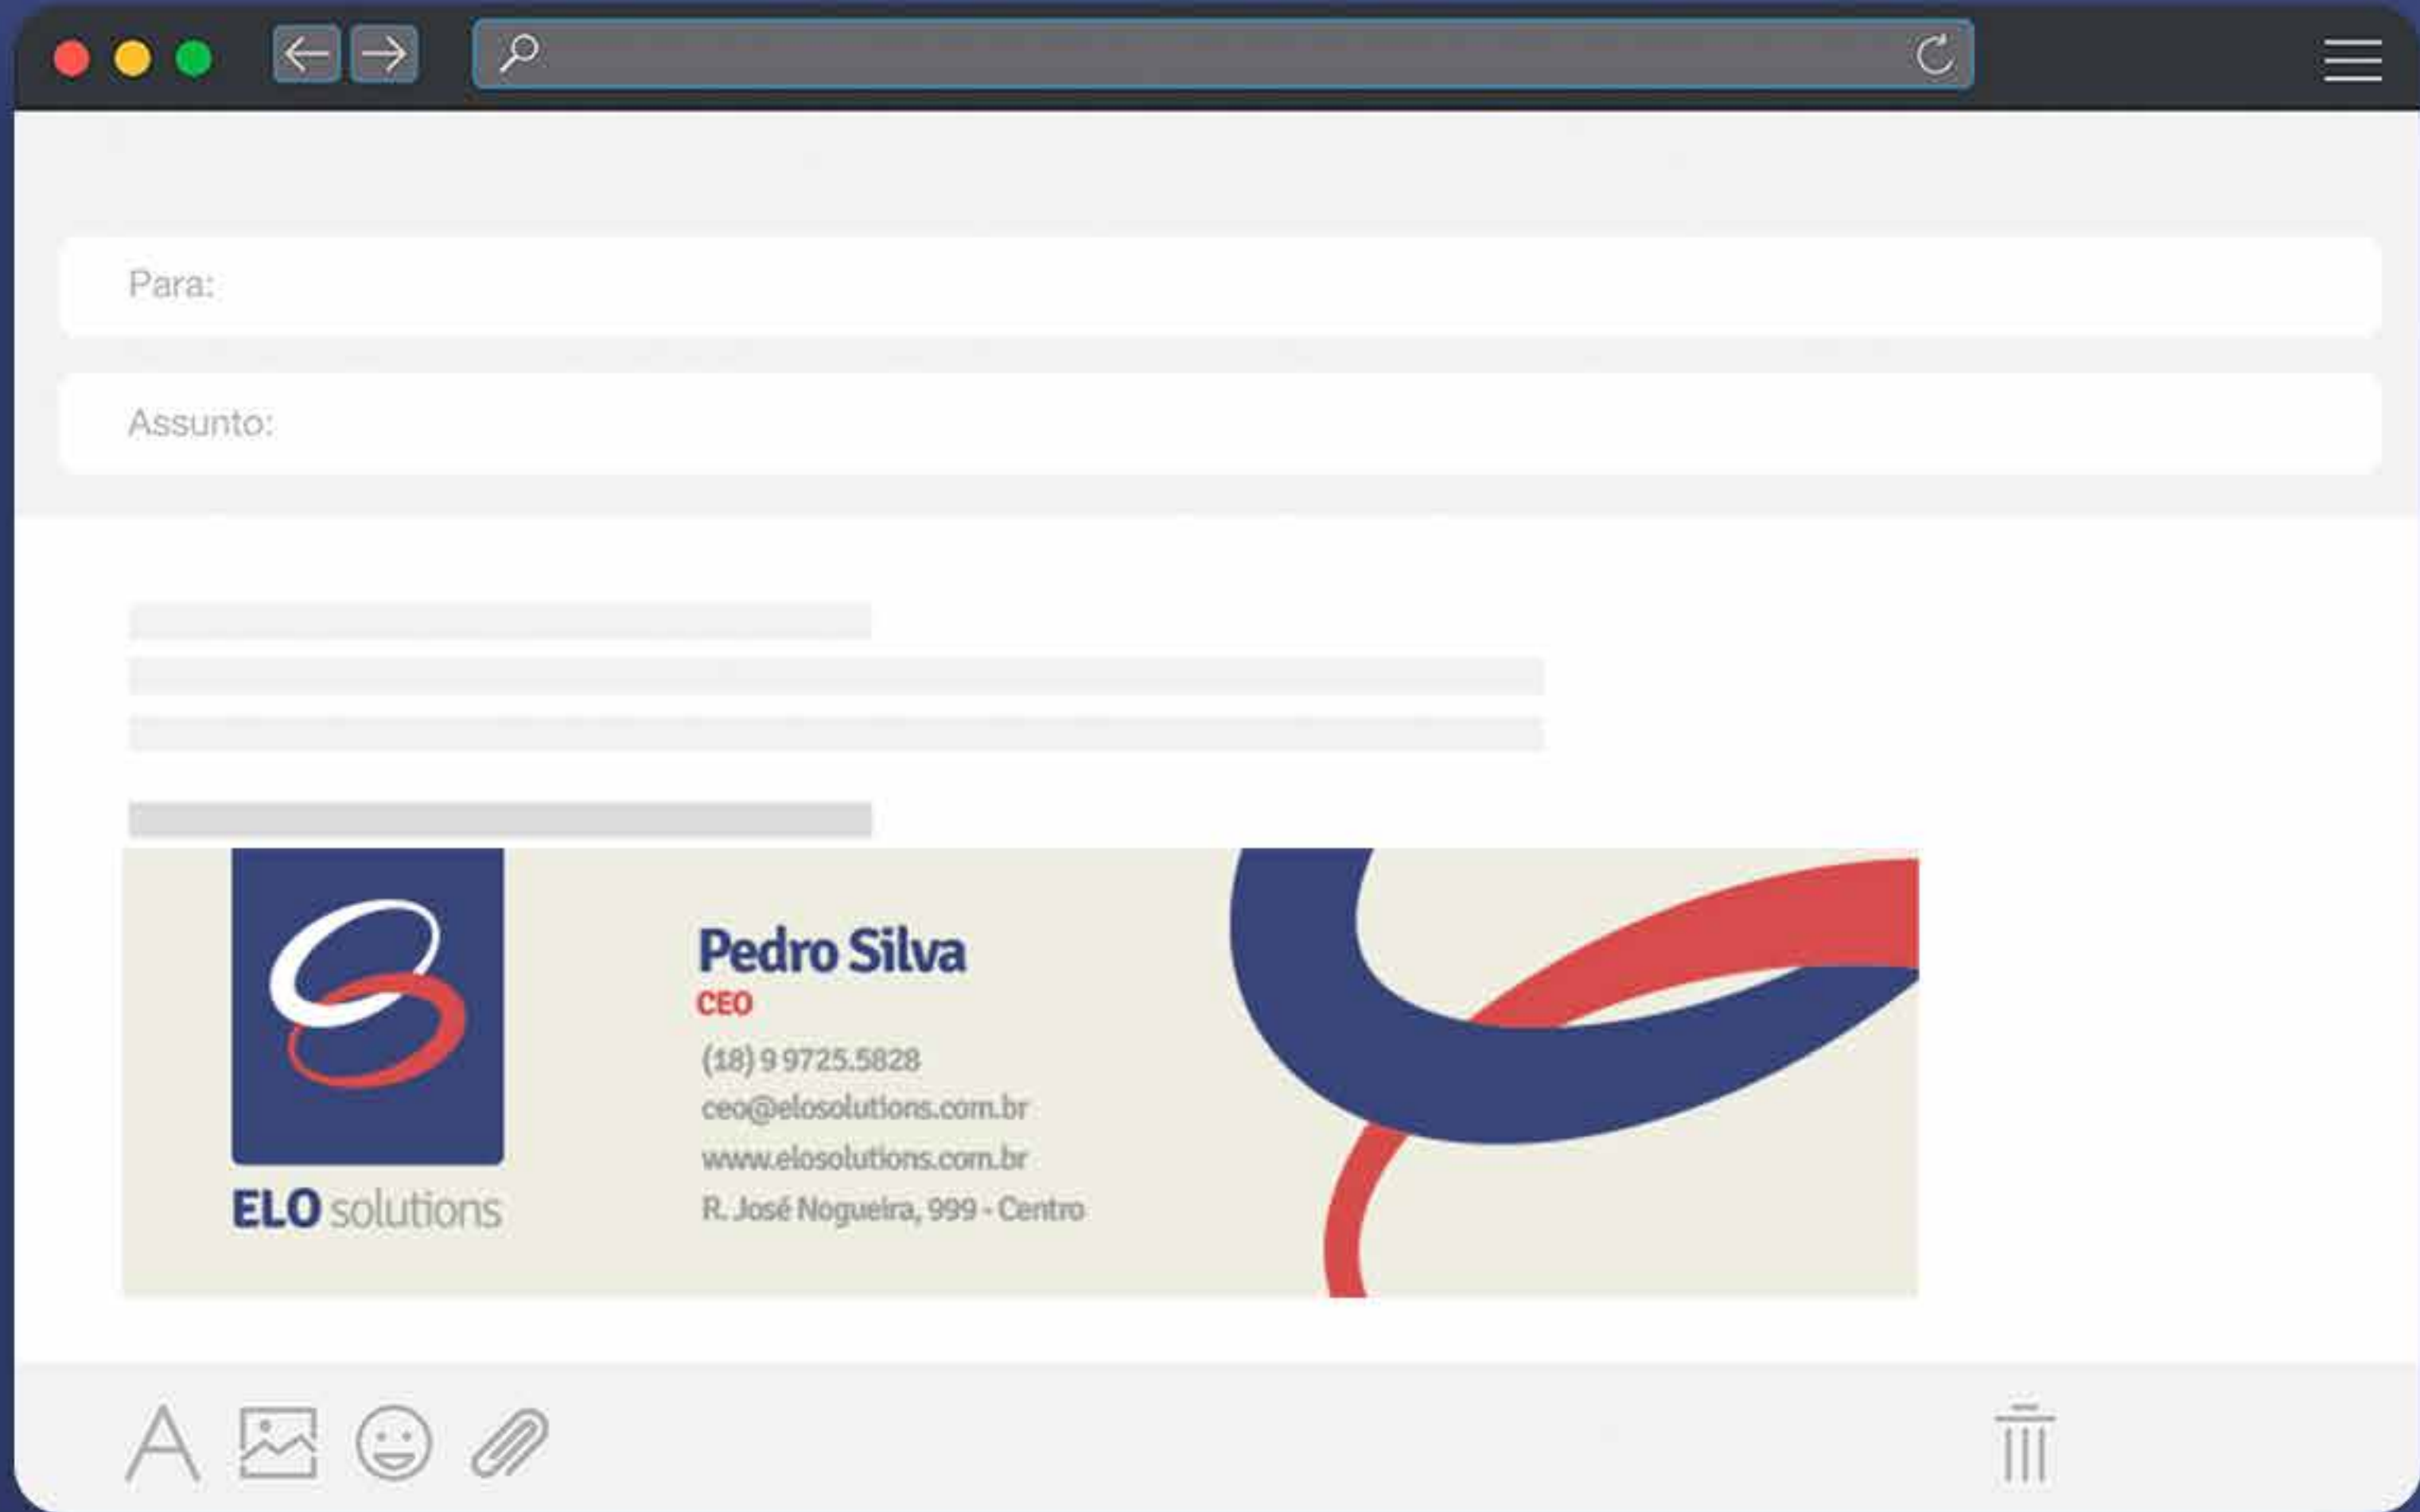 Para:
Assunto:
Pedro Silva
CEO
(18) 9 9725.5828
ceo@elosolutions.com.br
www.elosolutions.com.br
R. José Nogueira, 999 - Centro
ELO solutions